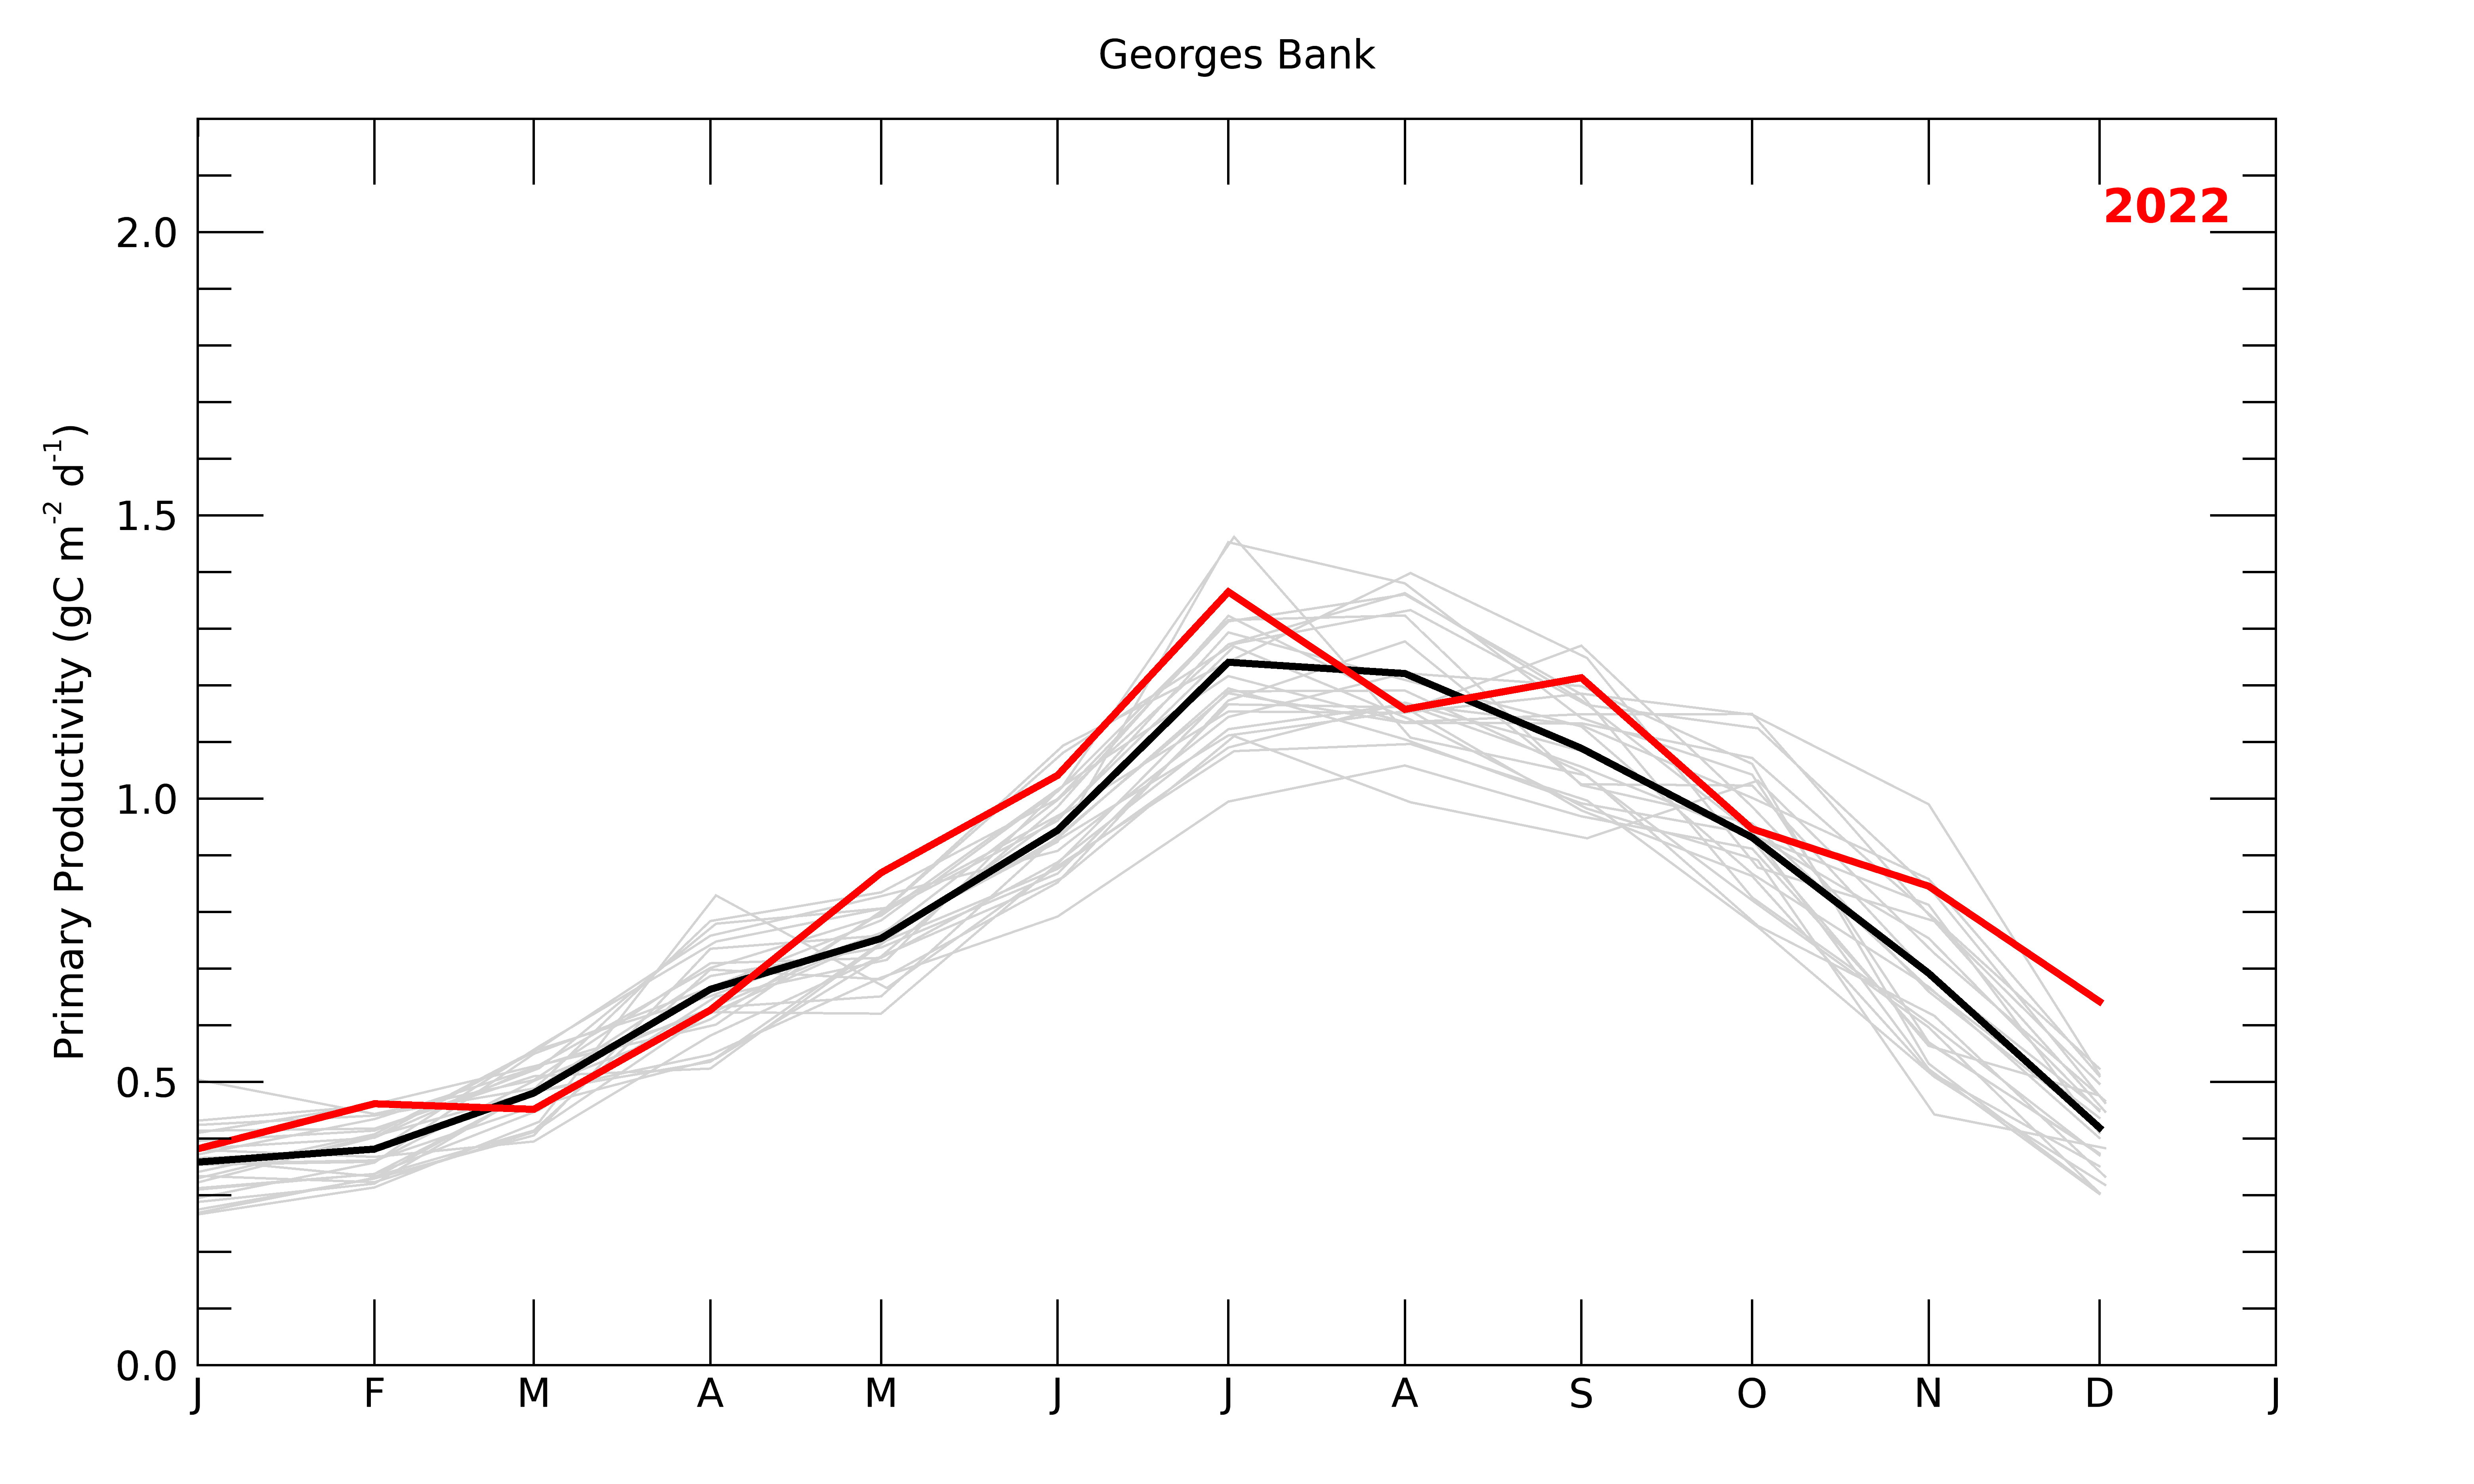 Georges Bank
2022
Primary Productivity (gC m⁻² d⁻¹)
2.0
1.5
1.0
0.5
0.0
J F M A M J J A S O N D J